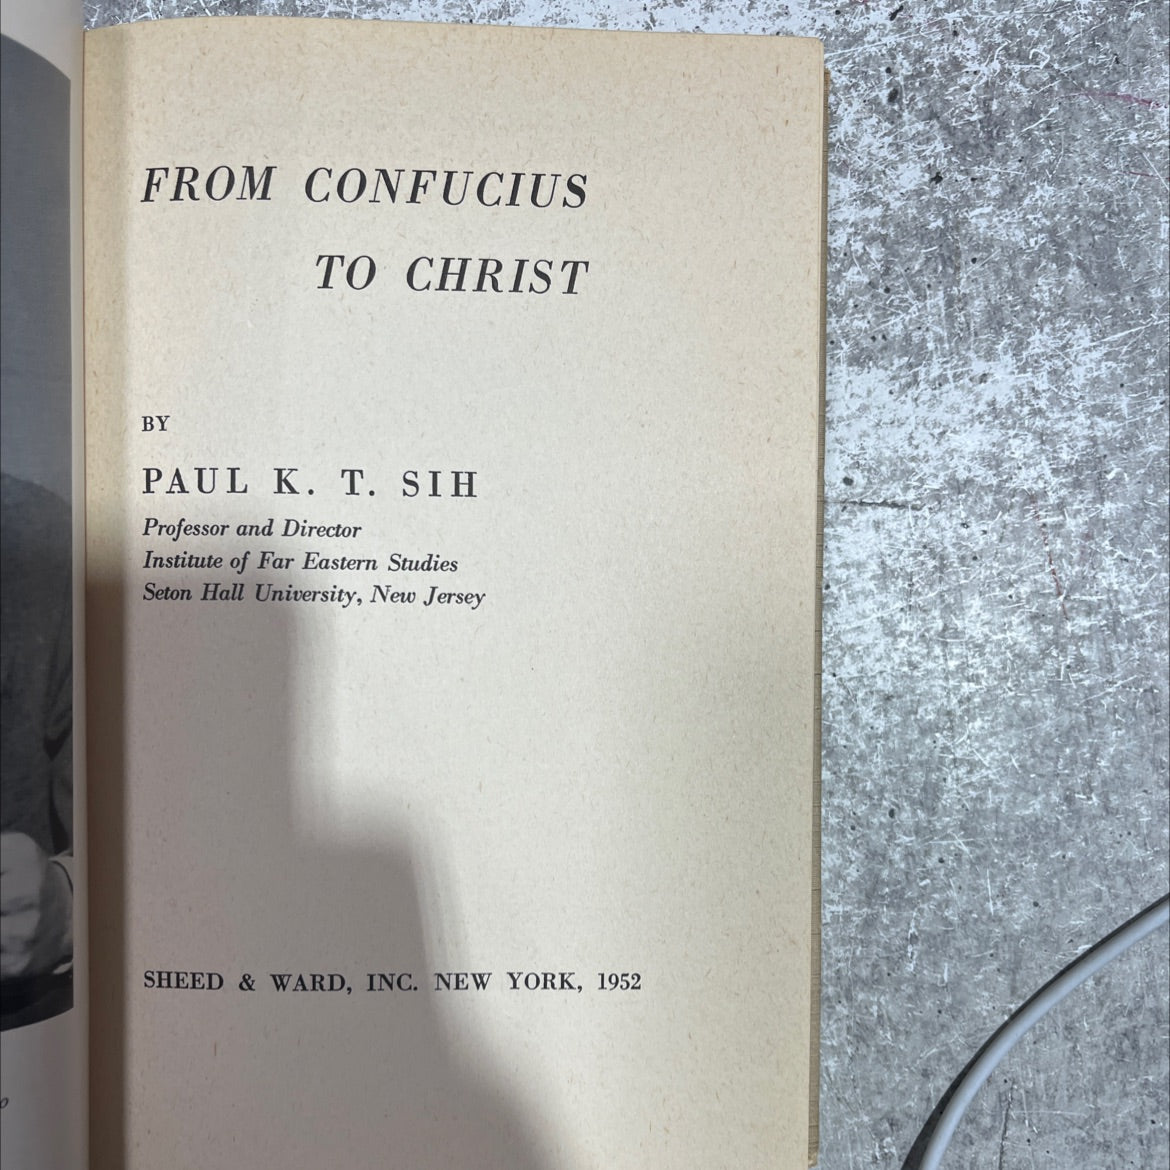 FROM CONFUCIUS
TO CHRIST
BY
PAUL K. T. SIH
Professor and Director
Institute of Far Eastern Studies
Seton Hall University, New Jersey
SHEED & WARD, INC. NEW YORK, 1952